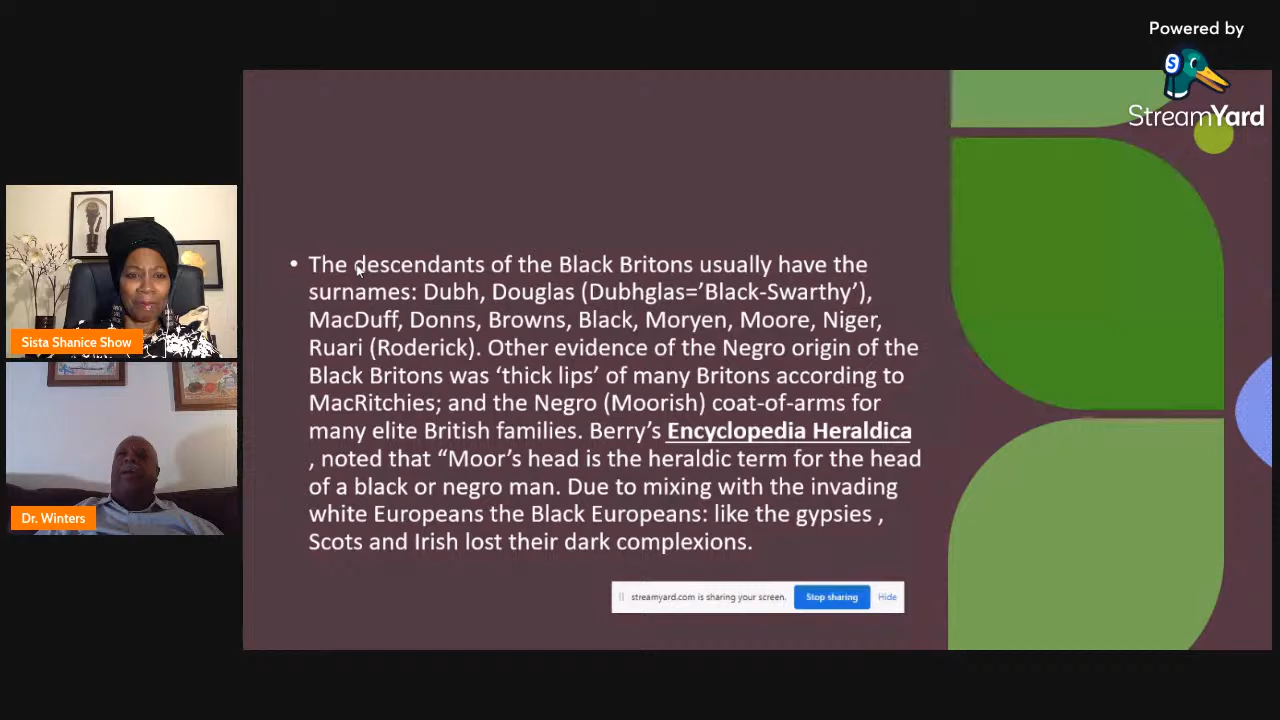 Powered by
StreamYard
• The descendants of the Black Britons usually have the
surnames: Dubh, Douglas (Dubhglas=’Black-Swarthy’),
MacDuff, Donns, Browns, Black, Moryen, Moore, Niger,
Ruari (Roderick). Other evidence of the Negro origin of the
Black Britons was ‘thick lips’ of many Britons according to
MacRitchies; and the Negro (Moorish) coat-of-arms for
many elite British families. Berry’s Encyclopedia Heraldica
, noted that “Moor’s head is the heraldic term for the head
of a black or negro man. Due to mixing with the invading
white Europeans the Black Europeans: like the gypsies ,
Scots and Irish lost their dark complexions.
Sista Shanice Show
Dr. Winters
streamyard.com is sharing your screen. Stop sharing Hide